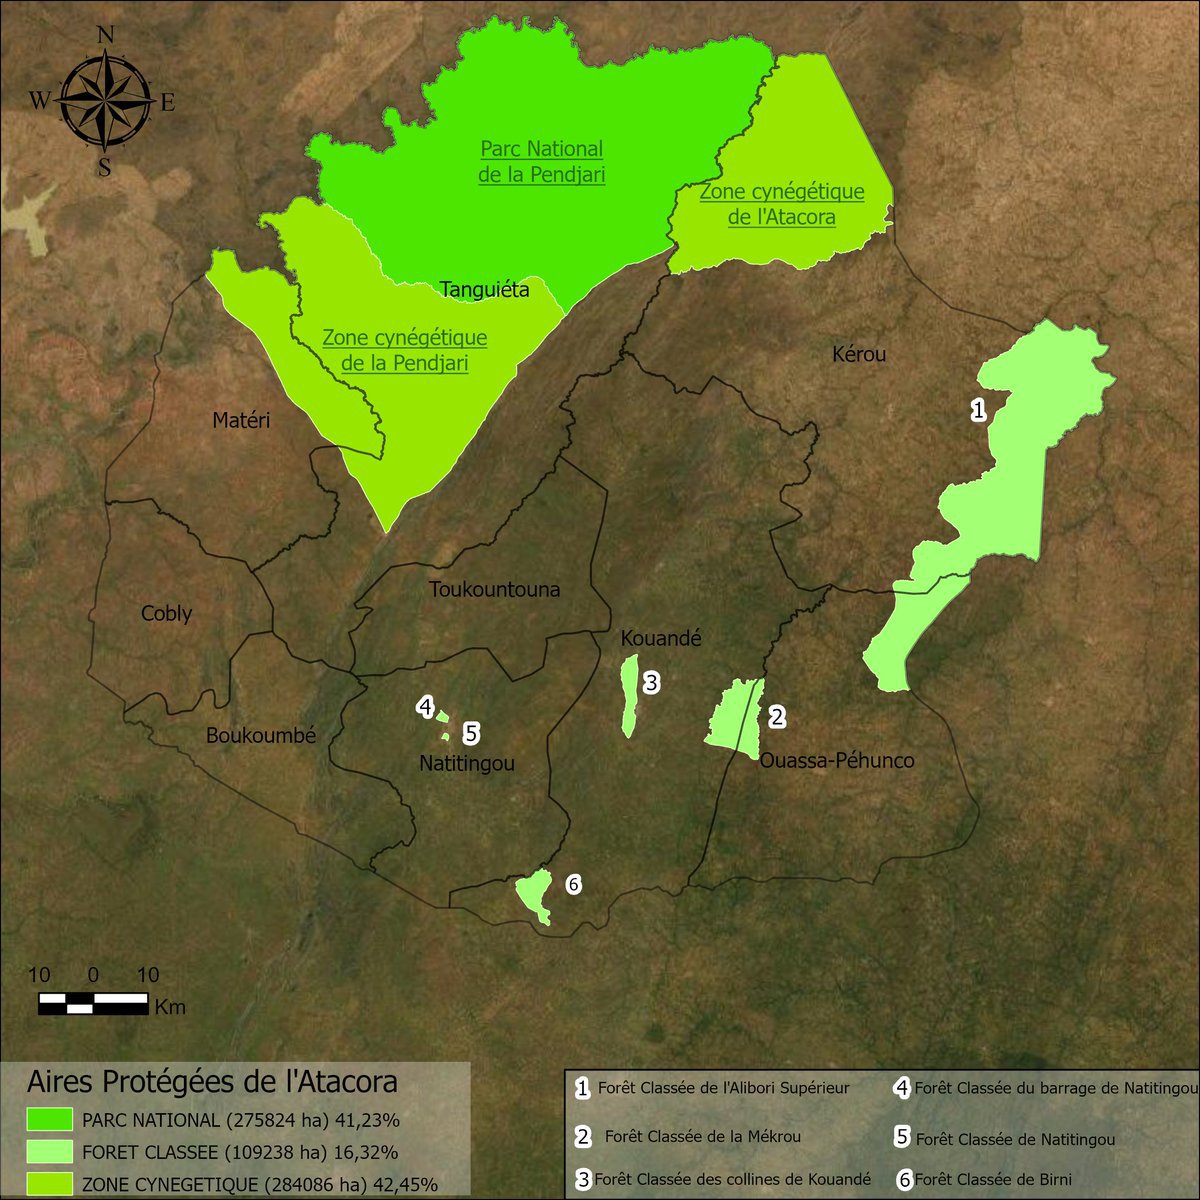 N
W
E
S
Parc National
de la Pendjari
Zone cynégétique
de l'Atacora
Tanguiéta
Zone cynégétique
de la Pendjari
Kérou
1
Matéri
Toukountouna
Cobly
Kouandé
3
4
2
5
Boukoumbé
Natitingou
Ouassa-Péhunco
6
10 0 10
Km
Aires Protégées de l'Atacora
PARC NATIONAL (275824 ha) 41,23%
FORET CLASSEE (109238 ha) 16,32%
ZONE CYNEGETIQUE (284086 ha) 42,45%
1 Forêt Classée de l'Alibori Supérieur
2 Forêt Classée de la Mékrou
3 Forêt Classée des collines de Kouandé
4 Forêt Classée du barrage de Natitingou
5 Forêt Classée de Natitingou
6 Forêt Classée de Birni